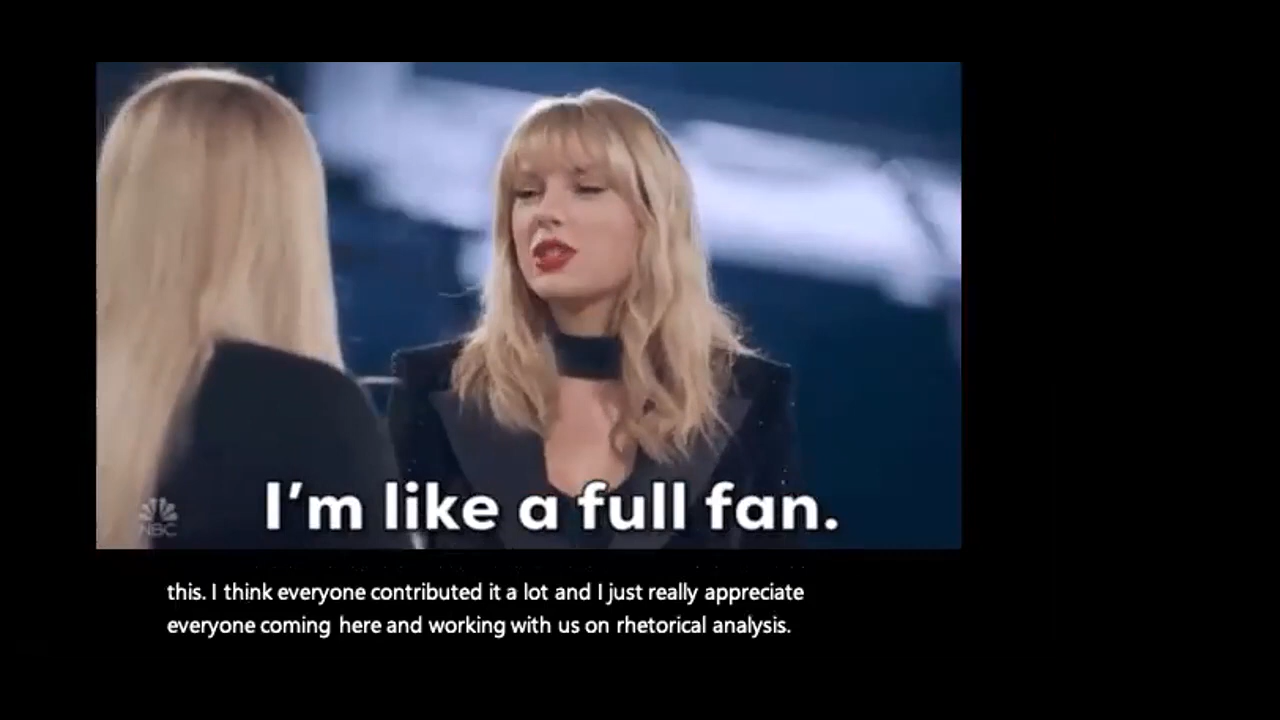 I'm like a full fan.
NBC
this. I think everyone contributed it a lot and I just really appreciate
everyone coming here and working with us on rhetorical analysis.